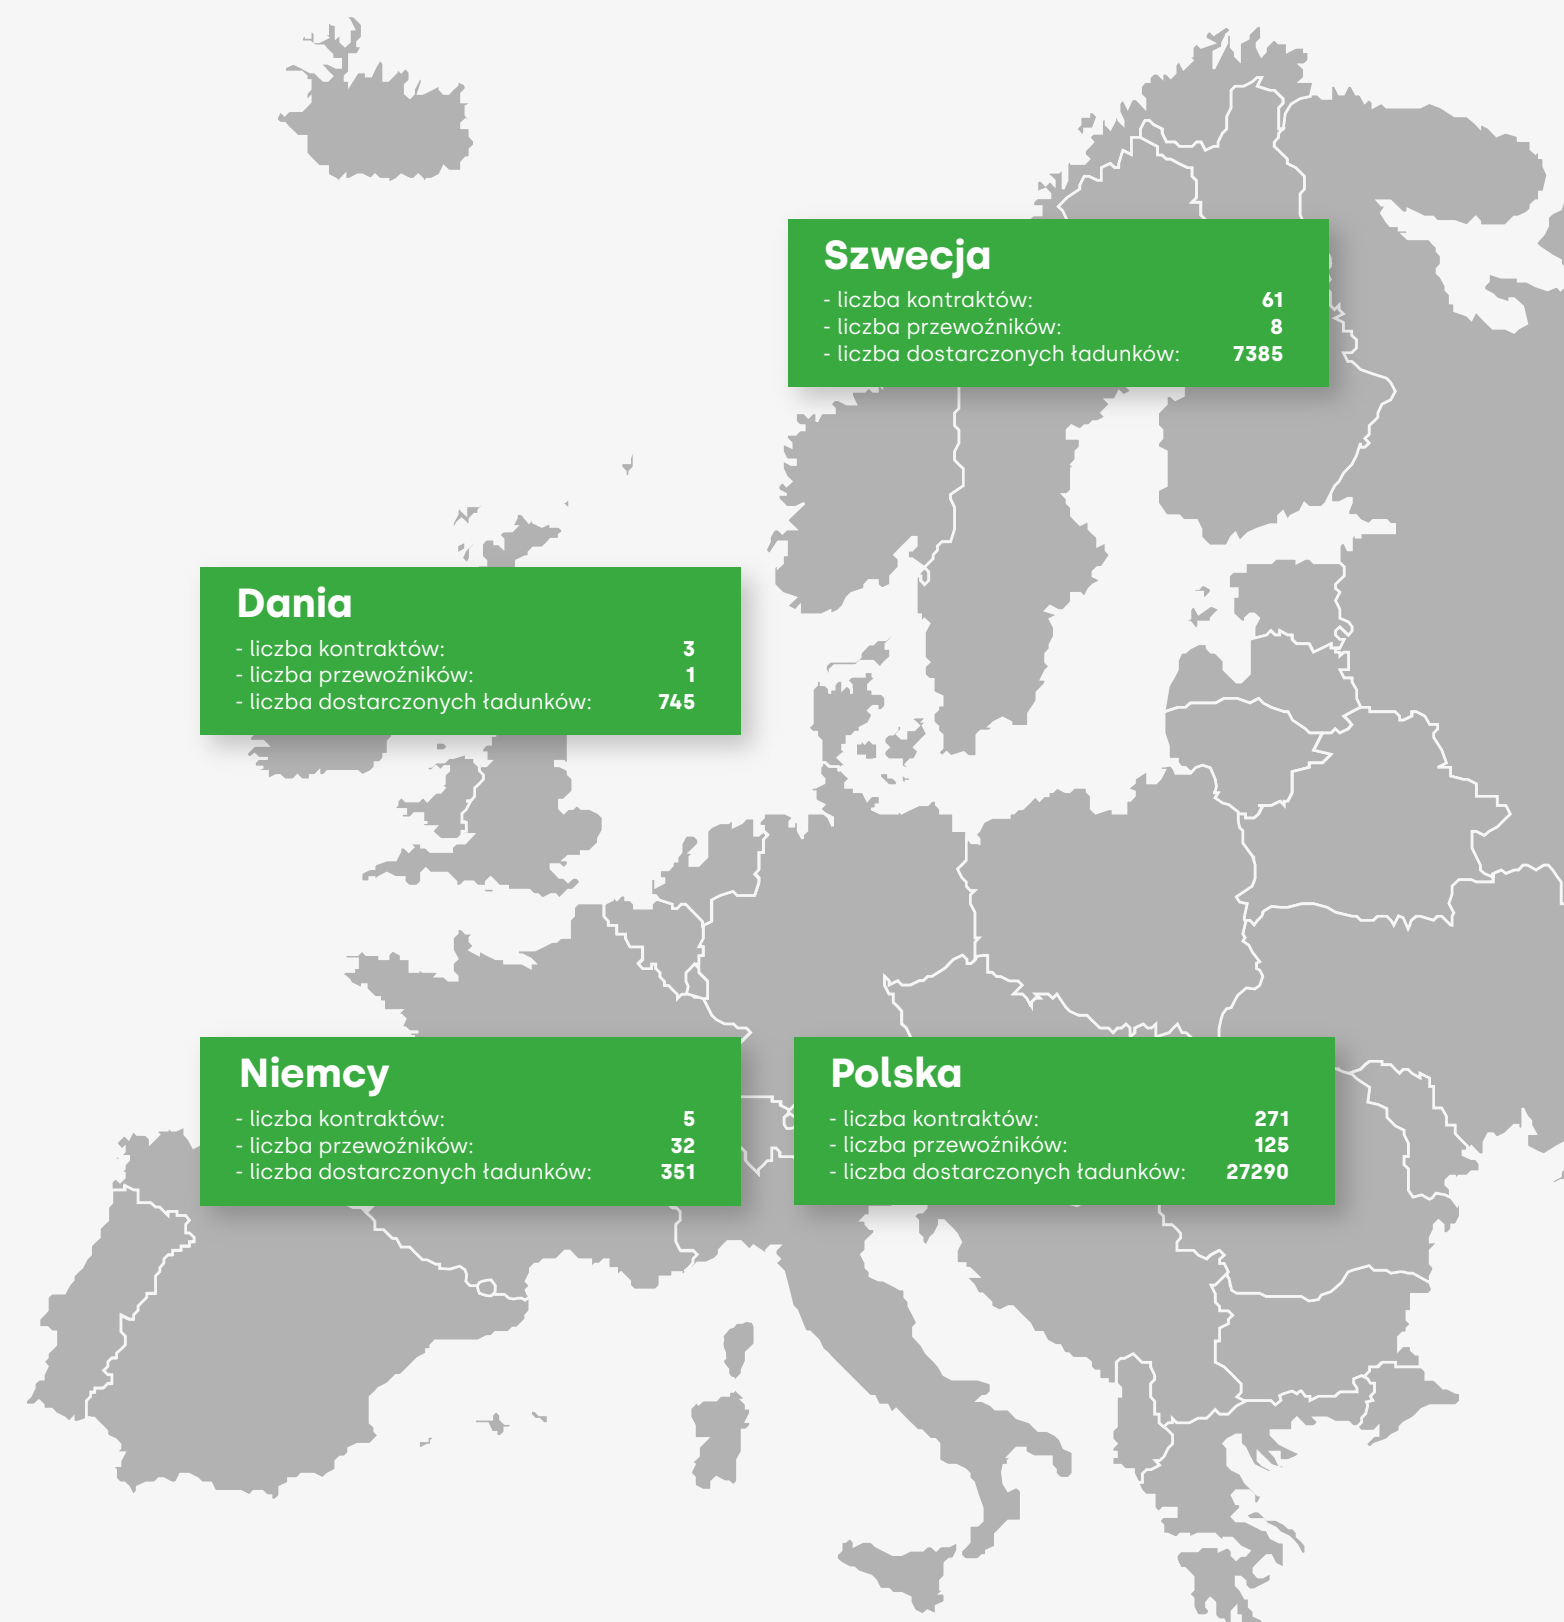 Szwecja
- liczba kontraktów: 61
- liczba przewoźników: 8
- liczba dostarczonych ładunków: 7385
Dania
- liczba kontraktów: 3
- liczba przewoźników: 1
- liczba dostarczonych ładunków: 745
Niemcy
- liczba kontraktów: 5
- liczba przewoźników: 32
- liczba dostarczonych ładunków: 351
Polska
- liczba kontraktów: 271
- liczba przewoźników: 125
- liczba dostarczonych ładunków: 27290